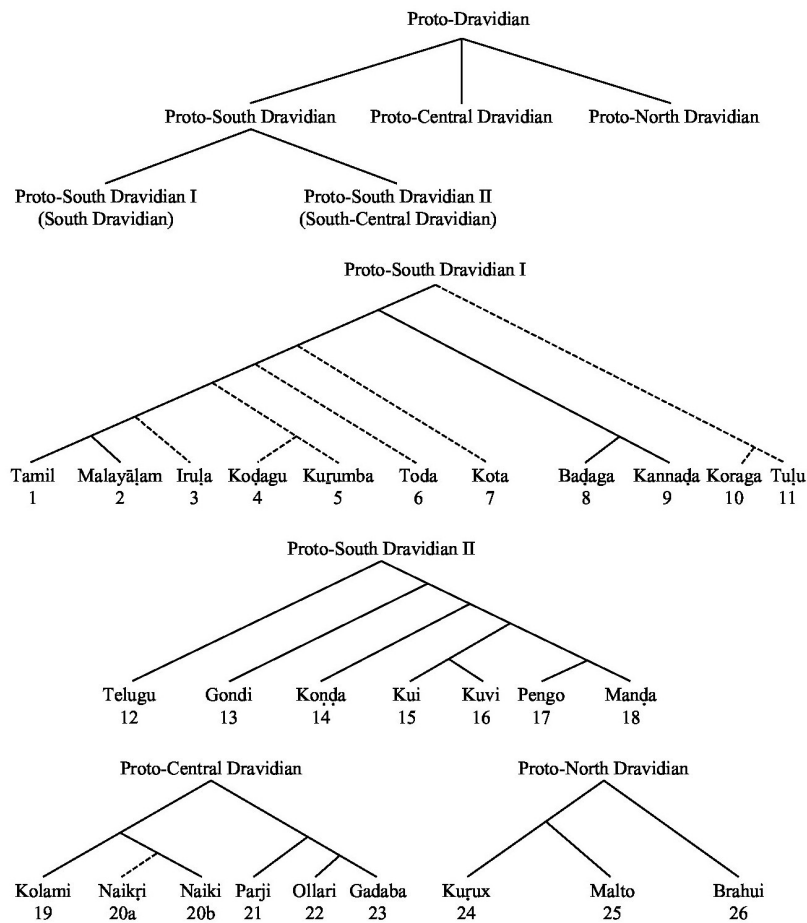 Proto-Dravidian
Proto-South Dravidian Proto-Central Dravidian Proto-North Dravidian
Proto-South Dravidian I Proto-South Dravidian II
(South Dravidian) (South-Central Dravidian)
Proto-South Dravidian I
Tamil Malayāḷam Iruḷa Koḍagu Kuṟumba Toda Kota Baḍaga Kannaḍa Koraga Tuḷu
1 2 3 4 5 6 7 8 9 10 11
Proto-South Dravidian II
Telugu Gondi Konḍa Kui Kuvi Pengo Manḍa
12 13 14 15 16 17 18
Proto-Central Dravidian Proto-North Dravidian
Kolami Naikṛi Naiki Parji Ollari Gadaba Kuṛux Malto Brahui
19 20a 20b 21 22 23 24 25 26